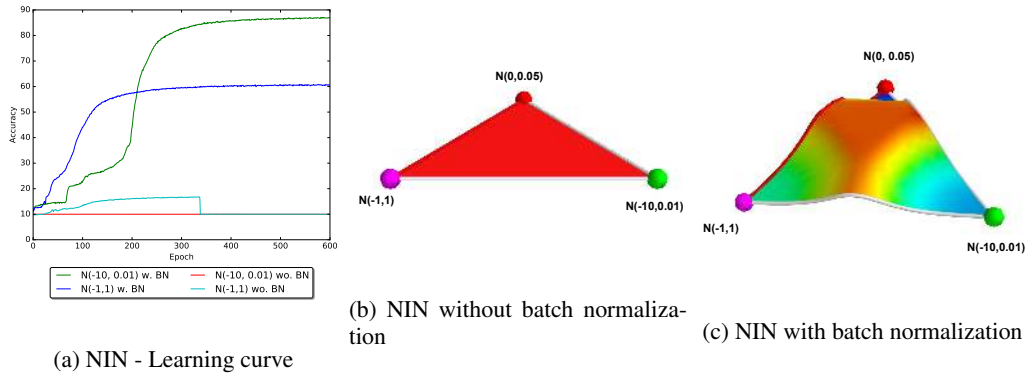 90
80
70
60
50
40
30
20
10
0
Accuracy
0 100 200 300 400 500 600
Epoch
N(-10, 0.01) w. BN
N(-10, 0.01) wo. BN
N(-1,1) w. BN
N(-1,1) wo. BN
(a) NIN - Learning curve
N(0,0.05)
N(-1,1)
N(-10,0.01)
(b) NIN without batch normaliza-
tion
N(0, 0.05)
N(-1,1)
N(-10,0.01)
(c) NIN with batch normalization